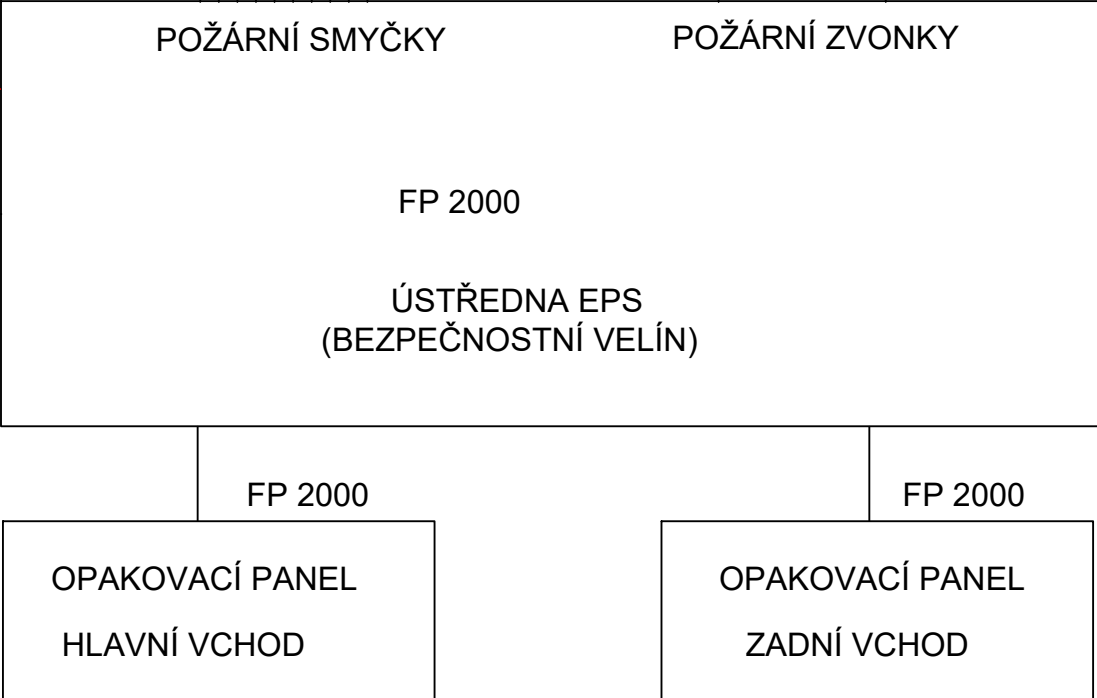 POŽÁRNÍ SMYČKY
POŽÁRNÍ ZVONKY
FP 2000
ÚSTŘEDNA EPS
(BEZPEČNOSTNÍ VELÍN)
FP 2000
FP 2000
OPAKOVACÍ PANEL
HLAVNÍ VCHOD
OPAKOVACÍ PANEL
ZADNÍ VCHOD